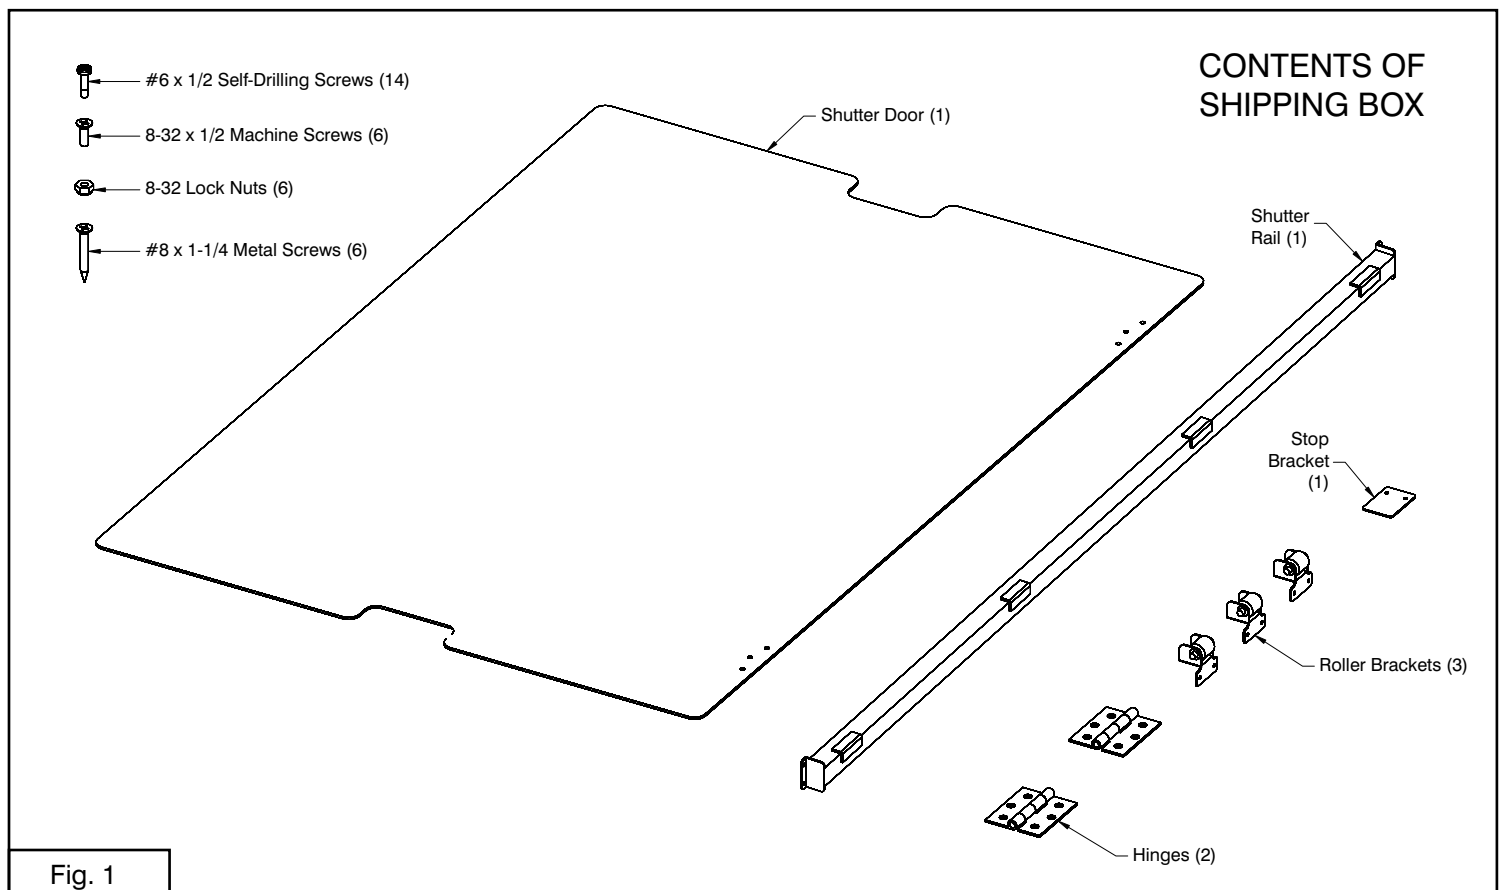 CONTENTS OF
SHIPPING BOX
#6 x 1/2 Self-Drilling Screws (14)
8-32 x 1/2 Machine Screws (6)
8-32 Lock Nuts (6)
#8 x 1-1/4 Metal Screws (6)
Shutter Door (1)
Shutter
Rail (1)
Stop
Bracket
(1)
Roller Brackets (3)
Hinges (2)
Fig. 1